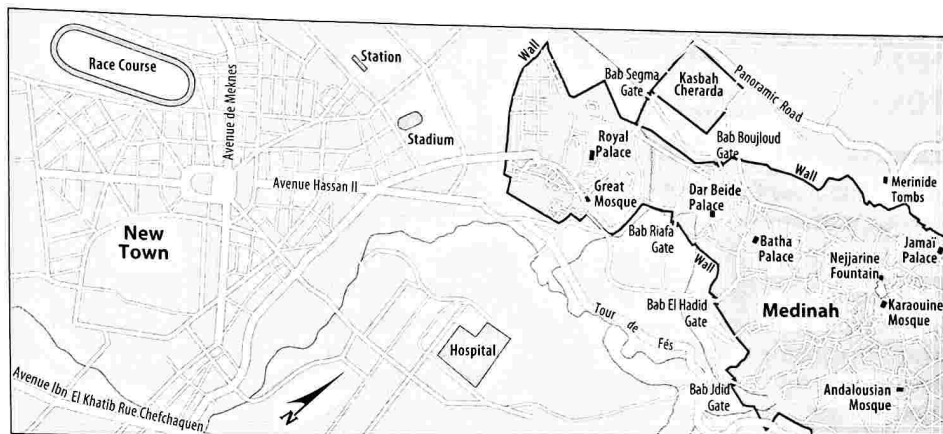 Race Course
Station
Wall
Bab Segma
Gate
Kasbah
Cherarda
Panoramic Road
Avenue de Meknes
Stadium
Royal
Palace
Bab Boujloud
Gate
Wall
Merinide
Tombs
Avenue Hassan II
Great
Mosque
Dar Beide
Palace
New
Town
Bab Riafa
Gate
Wall
Batha
Palace
Jamaï
Palace
Nejjarine
Fountain
Karaouine
Mosque
Bab El Hadid
Gate
Medinah
Tour de Fés
Hospital
N
Avenue Ibn El Khatib Rue Chefchaquen
Bab Jdid
Gate
Andalousian
Mosque